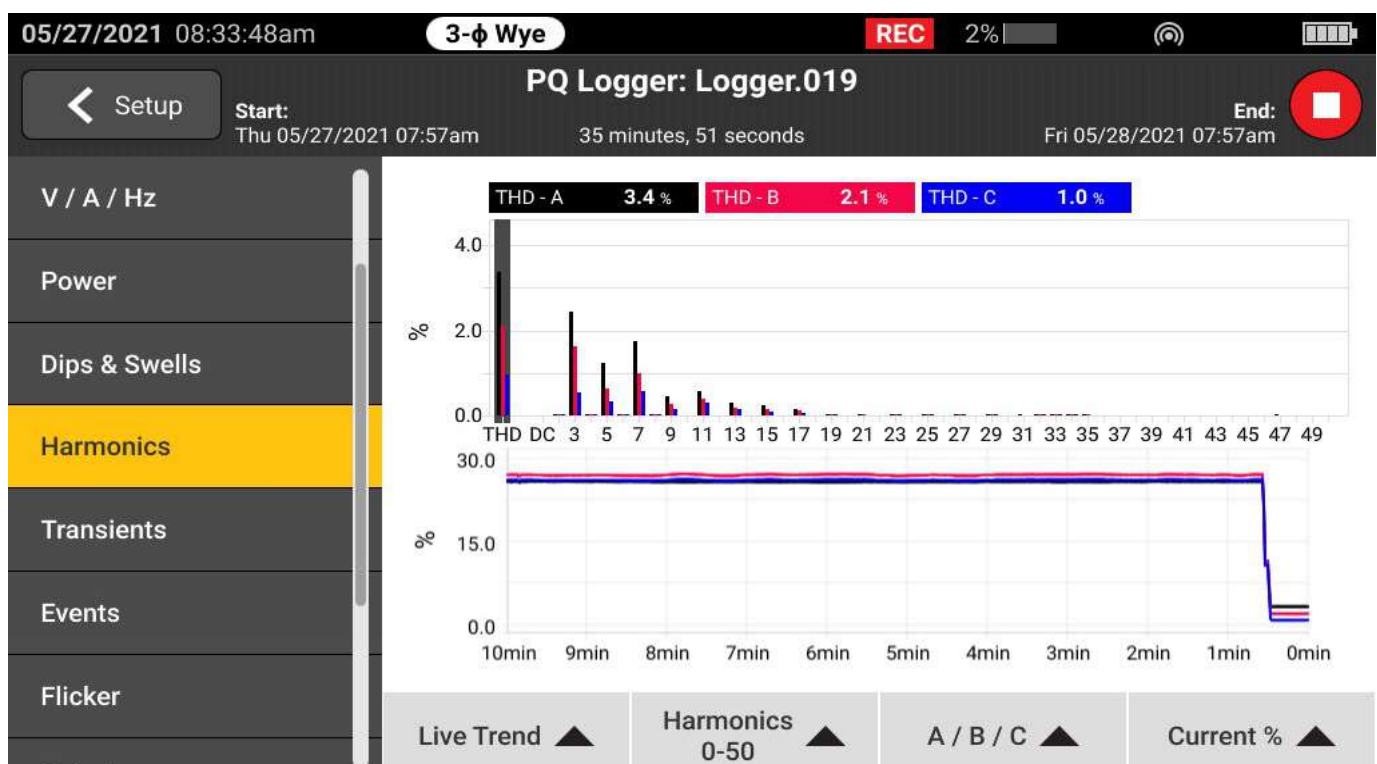 05/27/2021 08:33:48am 3-ϕ Wye REC 2%
PQ Logger: Logger.019
Setup
Start:
Thu 05/27/2021 07:57am
35 minutes, 51 seconds
End:
Fri 05/28/2021 07:57am
V / A / Hz
Power
Dips & Swells
Harmonics
Transients
Events
Flicker
THD - A 3.4 % THD - B 2.1 % THD - C 1.0 %
4.0
2.0
0.0
%
THD DC 3 5 7 9 11 13 15 17 19 21 23 25 27 29 31 33 35 37 39 41 43 45 47 49
30.0
15.0
0.0
%
10min 9min 8min 7min 6min 5min 4min 3min 2min 1min 0min
Live Trend
Harmonics
0-50
A / B / C
Current %